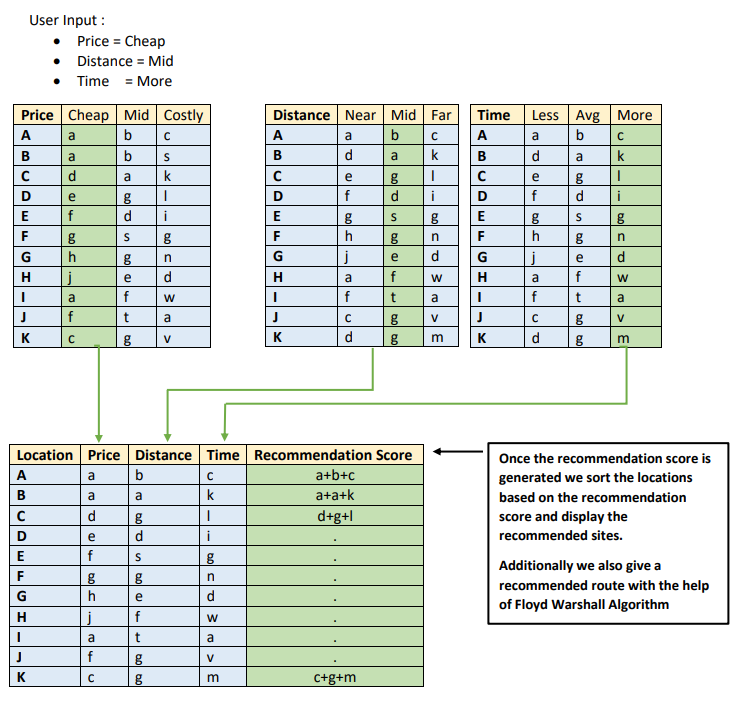 User Input :
• Price = Cheap
• Distance = Mid
• Time = More
Price Cheap Mid Costly
A a b c
B a b s
C d a k
D e g l
E f d i
F g s g
G h g n
H j e d
I a f w
J f t a
K c g v
Distance Near Mid Far
A a b c
B d a k
C e g l
D f d i
E g s g
F h g n
G j e d
H a f w
I f t a
J c g v
K d g m
Time Less Avg More
A a b c
B d a k
C e g l
D f d i
E g s g
F h g n
G j e d
H a f w
I f t a
J c g v
K d g m
Location Price Distance Time Recommendation Score
A a b c a+b+c
B a a k a+a+k
C d g l d+g+l
D e d i .
E f s g .
F g g n .
G h e d .
H j f w .
I a t a .
J f g v .
K c g m c+g+m
Once the recommendation score is
generated we sort the locations
based on the recommendation
score and display the
recommended sites.
Additionally we also give a
recommended route with the help
of Floyd Warshall Algorithm